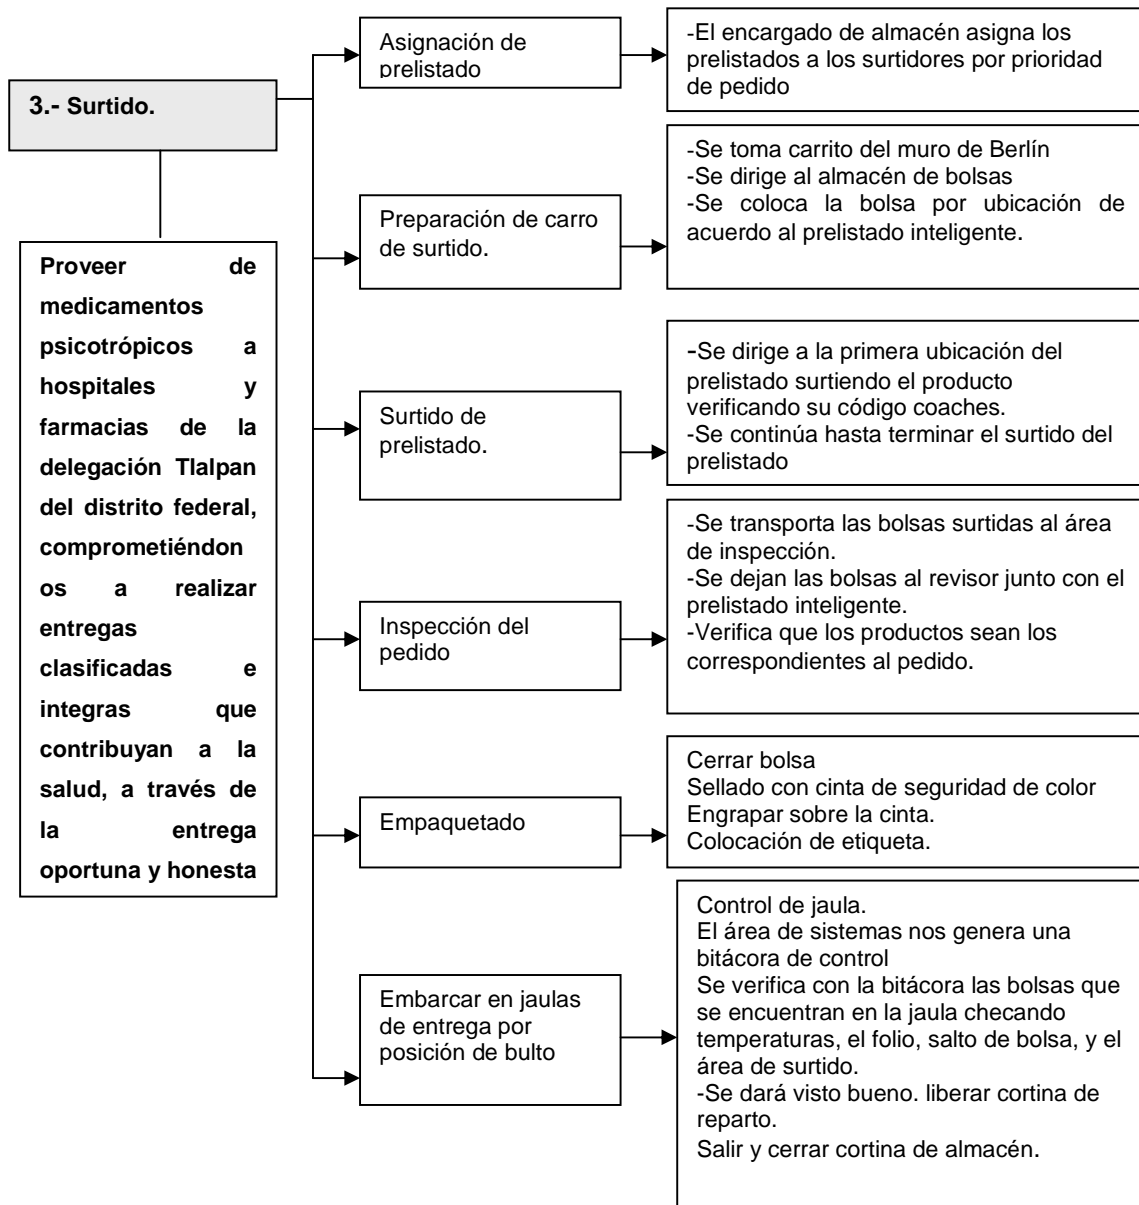 3.- Surtido.
Proveer de
medicamentos
psicotrópicos a
hospitales y
farmacias de la
delegación Tlalpan
del distrito federal,
comprometiéndon
os a realizar
entregas
clasificadas e
integras que
contribuyan a la
salud, a través de
la entrega
oportuna y honesta
Asignación de
prelistado
-El encargado de almacén asigna los
prelistados a los surtidores por prioridad
de pedido
Preparación de carro
de surtido.
-Se toma carrito del muro de Berlín
-Se dirige al almacén de bolsas
-Se coloca la bolsa por ubicación de
acuerdo al prelistado inteligente.
Surtido de
prelistado.
-Se dirige a la primera ubicación del
prelistado surtiendo el producto
verificando su código coaches.
-Se continúa hasta terminar el surtido del
prelistado
Inspección del
pedido
-Se transporta las bolsas surtidas al área
de inspección.
-Se dejan las bolsas al revisor junto con el
prelistado inteligente.
-Verifica que los productos sean los
correspondientes al pedido.
Empaquetado
Cerrar bolsa
Sellado con cinta de seguridad de color
Engrapar sobre la cinta.
Colocación de etiqueta.
Embarcar en jaulas
de entrega por
posición de bulto
Control de jaula.
El área de sistemas nos genera una
bitácora de control
Se verifica con la bitácora las bolsas que
se encuentran en la jaula checando
temperaturas, el folio, salto de bolsa, y el
área de surtido.
-Se dará visto bueno. liberar cortina de
reparto.
Salir y cerrar cortina de almacén.